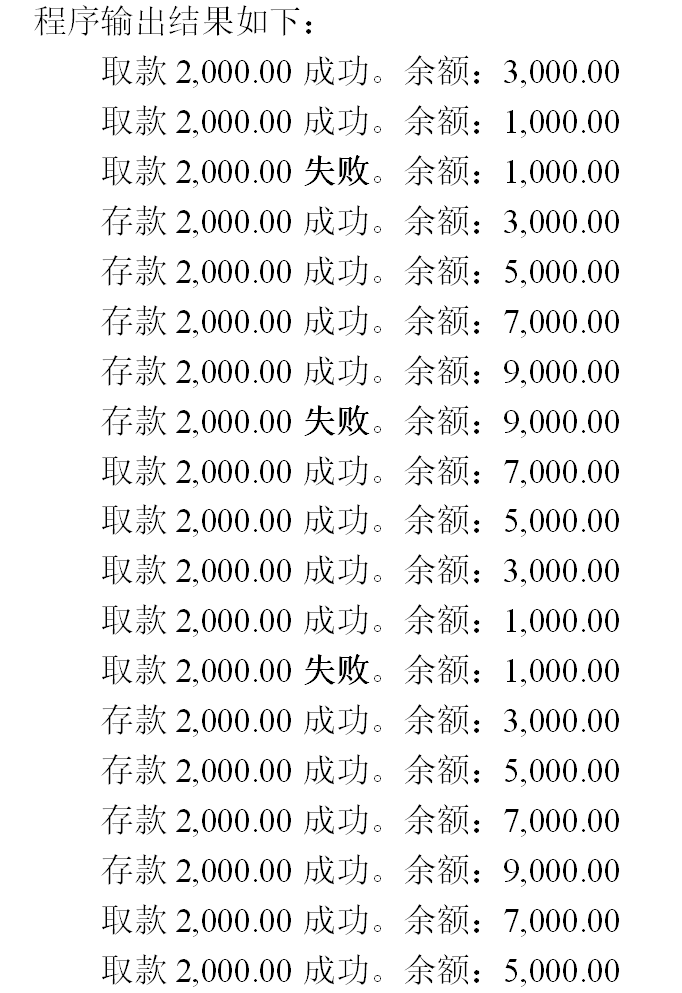 程序输出结果如下：
取款 2,000.00 成功。余额：3,000.00
取款 2,000.00 成功。余额：1,000.00
取款 2,000.00 失败。余额：1,000.00
存款 2,000.00 成功。余额：3,000.00
存款 2,000.00 成功。余额：5,000.00
存款 2,000.00 成功。余额：7,000.00
存款 2,000.00 成功。余额：9,000.00
存款 2,000.00 失败。余额：9,000.00
取款 2,000.00 成功。余额：7,000.00
取款 2,000.00 成功。余额：5,000.00
取款 2,000.00 成功。余额：3,000.00
取款 2,000.00 成功。余额：1,000.00
取款 2,000.00 失败。余额：1,000.00
存款 2,000.00 成功。余额：3,000.00
存款 2,000.00 成功。余额：5,000.00
存款 2,000.00 成功。余额：7,000.00
存款 2,000.00 成功。余额：9,000.00
取款 2,000.00 成功。余额：7,000.00
取款 2,000.00 成功。余额：5,000.00